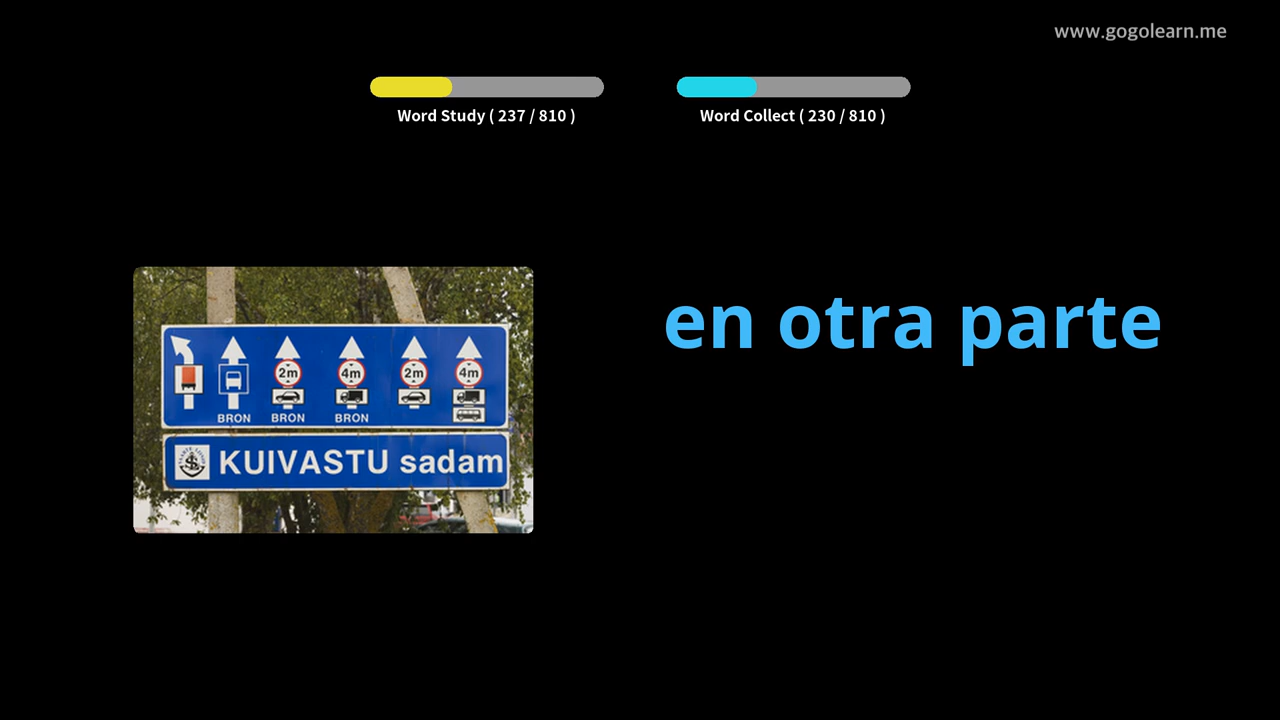 www.gogolearn.me
Word Study ( 237 / 810 )
Word Collect ( 230 / 810 )
en otra parte
2m 4m 2m 4m
BRON BRON BRON
KUIVASTU sadam